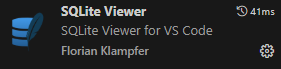 SQLite Viewer 41ms
SQLite Viewer for VS Code
Florian Klampfer